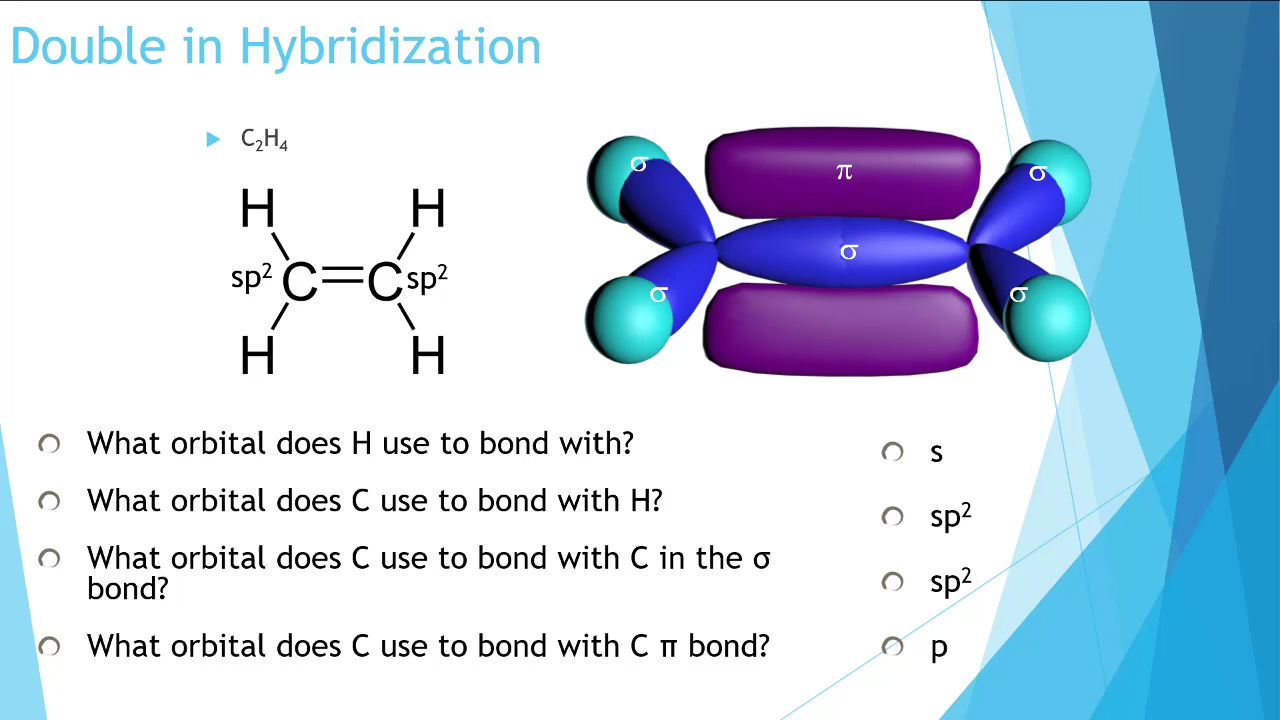 Double in Hybridization
C₂H₄
H H
sp² C=C sp²
H H
σ π σ
σ
σ σ
What orbital does H use to bond with?
s
What orbital does C use to bond with H?
sp²
What orbital does C use to bond with C in the σ
bond?
sp²
What orbital does C use to bond with C π bond?
p